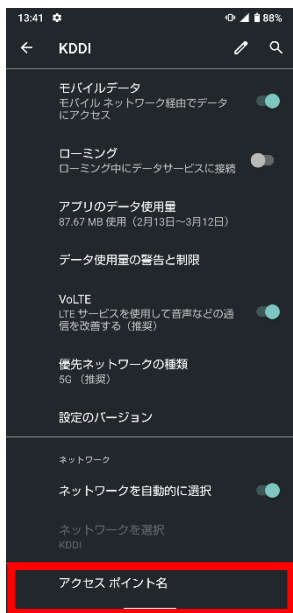 13:41 88%
KDDI
モバイルデータ
モバイル ネットワーク経由でデータ
にアクセス
ローミング
ローミング中にデータサービスに接続
アプリのデータ使用量
87.67 MB 使用（2月13日～3月12日）
データ使用量の警告と制限
VoLTE
LTE サービスを使用して音声などの通
信を改善する（推奨）
優先ネットワークの種類
5G （推奨）
設定のバージョン
ネットワーク
ネットワークを自動的に選択
ネットワークを選択
KDDI
アクセス ポイント名